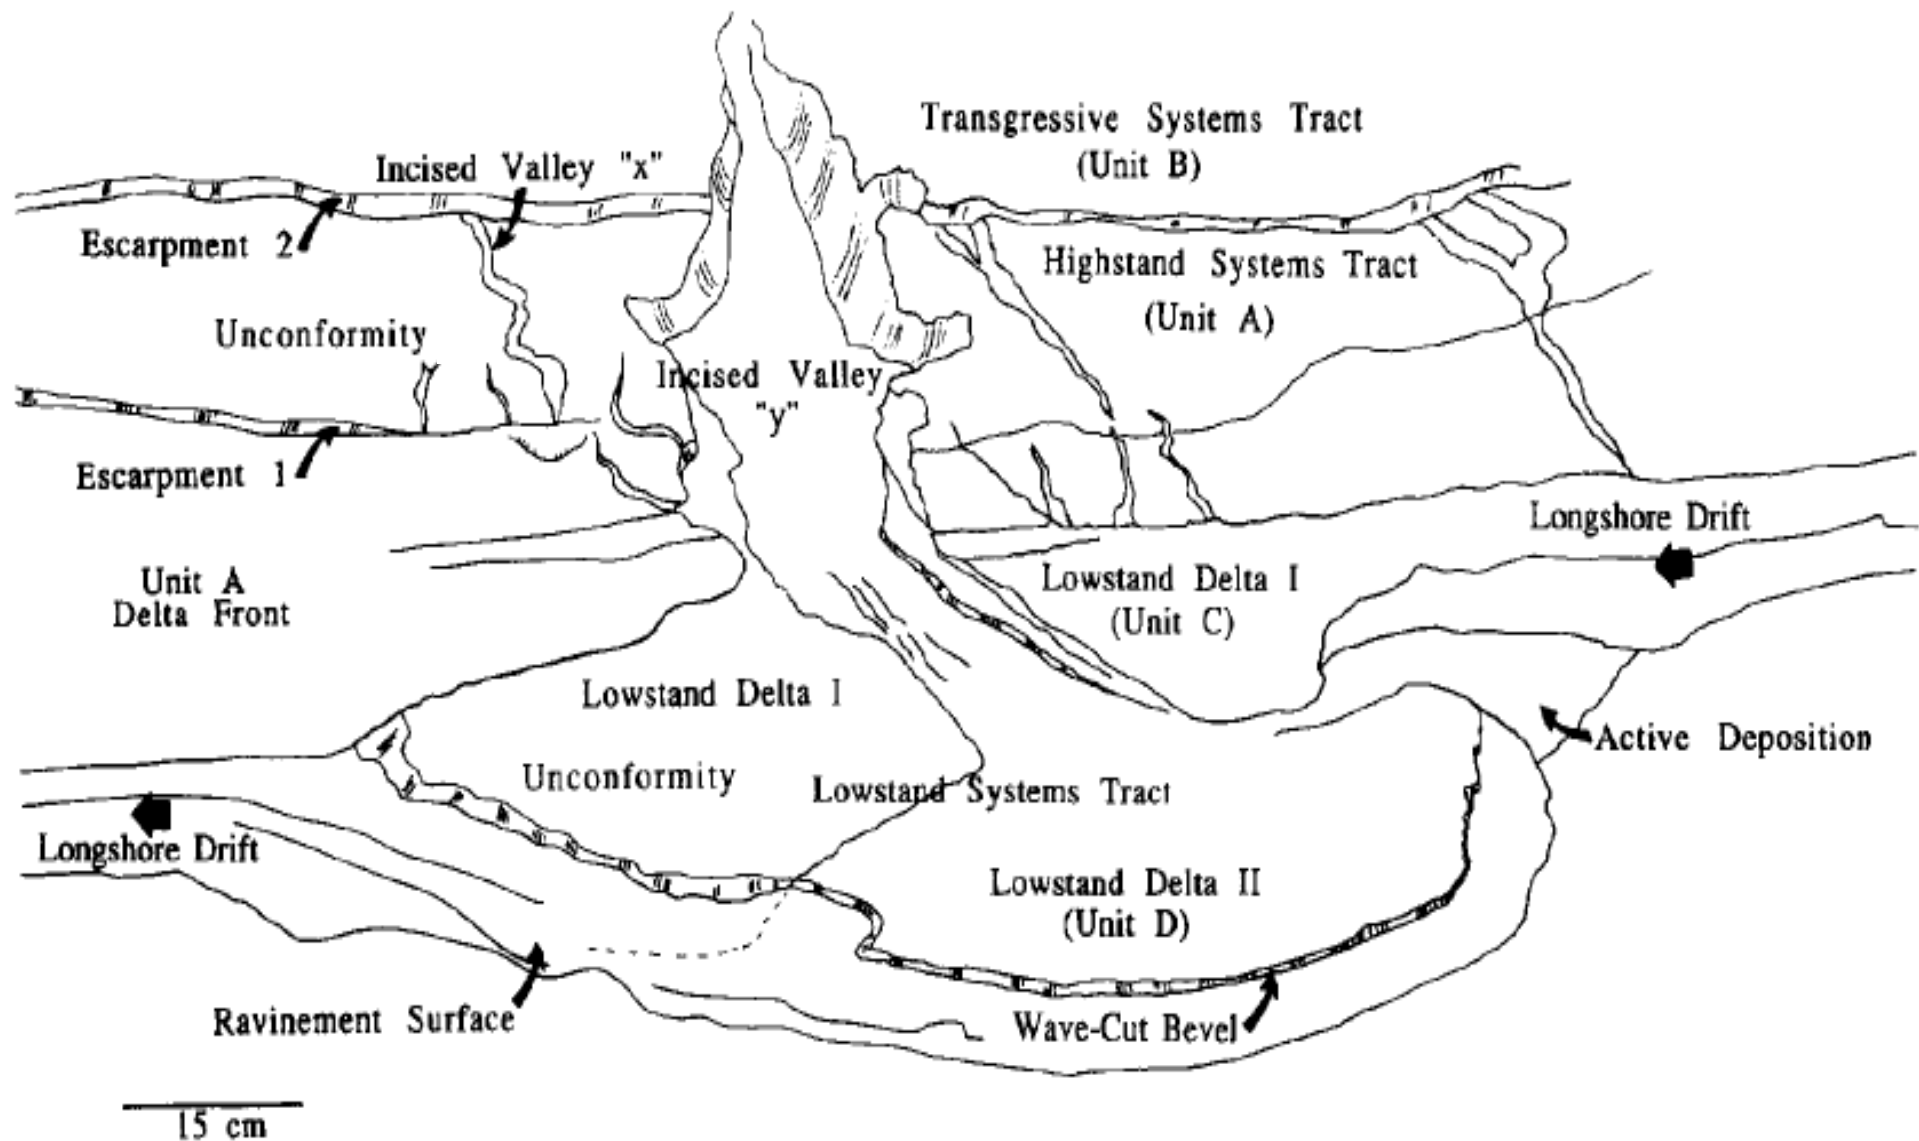 Transgressive Systems Tract
(Unit B)
Incised Valley "x"
Escarpment 2
Highstand Systems Tract
(Unit A)
Unconformity
Incised Valley
"y"
Escarpment 1
Longshore Drift
Unit A
Delta Front
Lowstand Delta I
(Unit C)
Lowstand Delta I
Active Deposition
Unconformity
Lowstand Systems Tract
Longshore Drift
Lowstand Delta II
(Unit D)
Ravinement Surface
Wave-Cut Bevel
15 cm